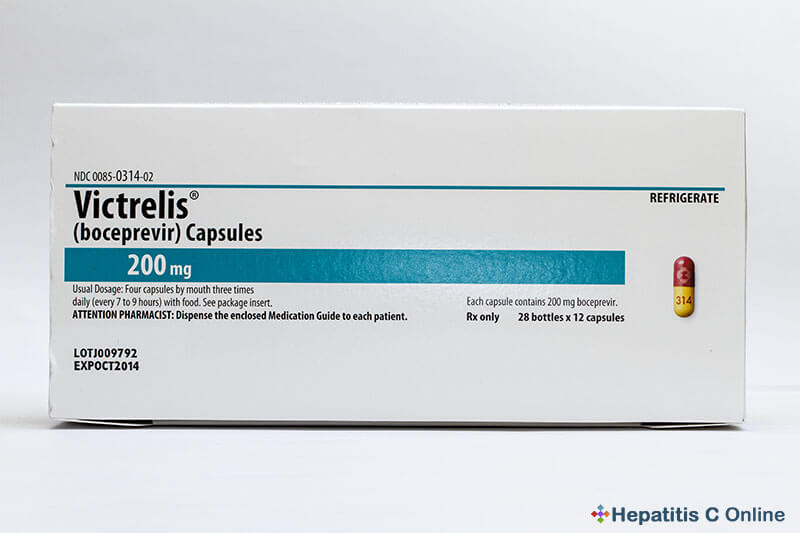 NDC 0085-0314-02
Victrelis®
REFRIGERATE
(boceprevir) Capsules
200 mg
Usual Dosage: Four capsules by mouth three times
daily (every 7 to 9 hours) with food. See package insert.
ATTENTION PHARMACIST: Dispense the enclosed Medication Guide to each patient.
Each capsule contains 200 mg boceprevir.
Rx only 28 bottles x 12 capsules
314
LOTJ009792
EXPOCT2014
Hepatitis C Online